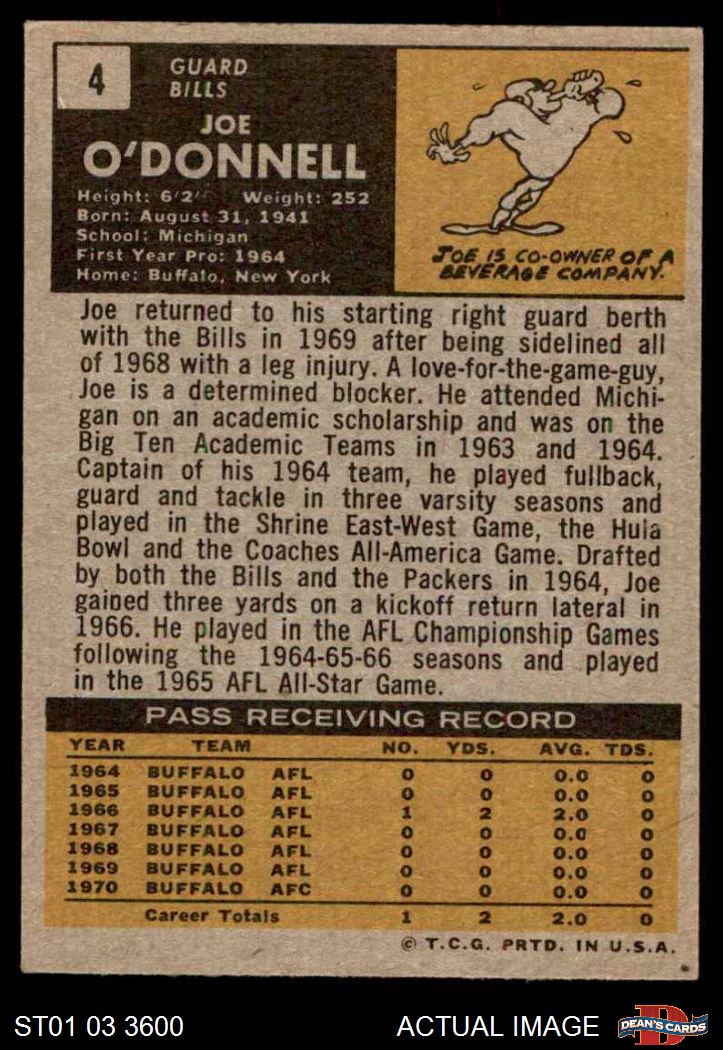 4
GUARD
BILLS
JOE
O'DONNELL
Height: 6'2" Weight: 252
Born: August 31, 1941
School: Michigan
First Year Pro: 1964
Home: Buffalo, New York
JOE IS CO-OWNER OF A
BEVERAGE COMPANY.
Joe returned to his starting right guard berth
with the Bills in 1969 after being sidelined all
of 1968 with a leg injury. A love-for-the-game-guy,
Joe is a determined blocker. He attended Michi-
gan on an academic scholarship and was on the
Big Ten Academic Teams in 1963 and 1964.
Captain of his 1964 team, he played fullback,
guard and tackle in three varsity seasons and
played in the Shrine East-West Game, the Hula
Bowl and the Coaches All-America Game. Drafted
by both the Bills and the Packers in 1964, Joe
gained three yards on a kickoff return lateral in
1966. He played in the AFL Championship Games
following the 1964-65-66 seasons and played
in the 1965 AFL All-Star Game.
PASS RECEIVING RECORD
YEAR TEAM NO. YDS. AVG. TDS.
1964 BUFFALO AFL 0 0 0.0 0
1965 BUFFALO AFL 0 0 0.0 0
1966 BUFFALO AFL 1 2 2.0 0
1967 BUFFALO AFL 0 0 0.0 0
1968 BUFFALO AFL 0 0 0.0 0
1969 BUFFALO AFL 0 0 0.0 0
1970 BUFFALO AFC 0 0 0.0 0
Career Totals 1 2 2.0 0
© T.C.G. PRTD. IN U.S.A.
ST01 03 3600 ACTUAL IMAGE D DEAN'S CARDS